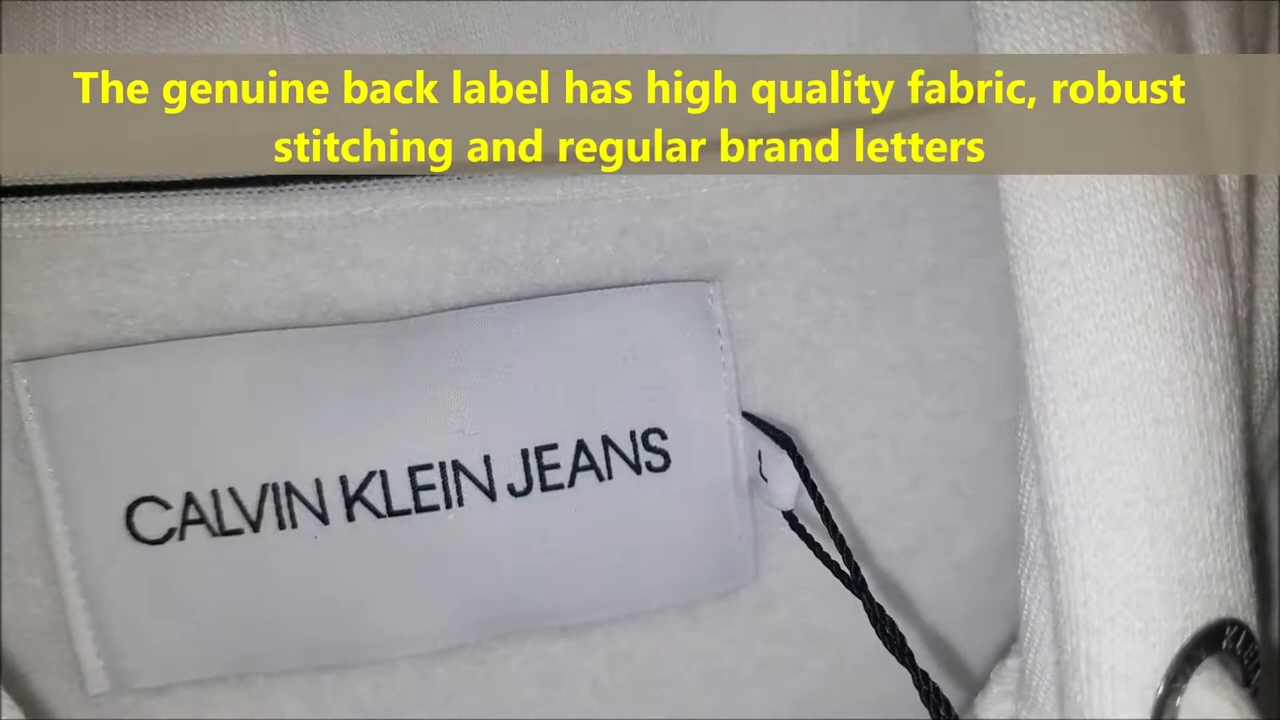 The genuine back label has high quality fabric, robust
stitching and regular brand letters
CALVIN KLEIN JEANS
L